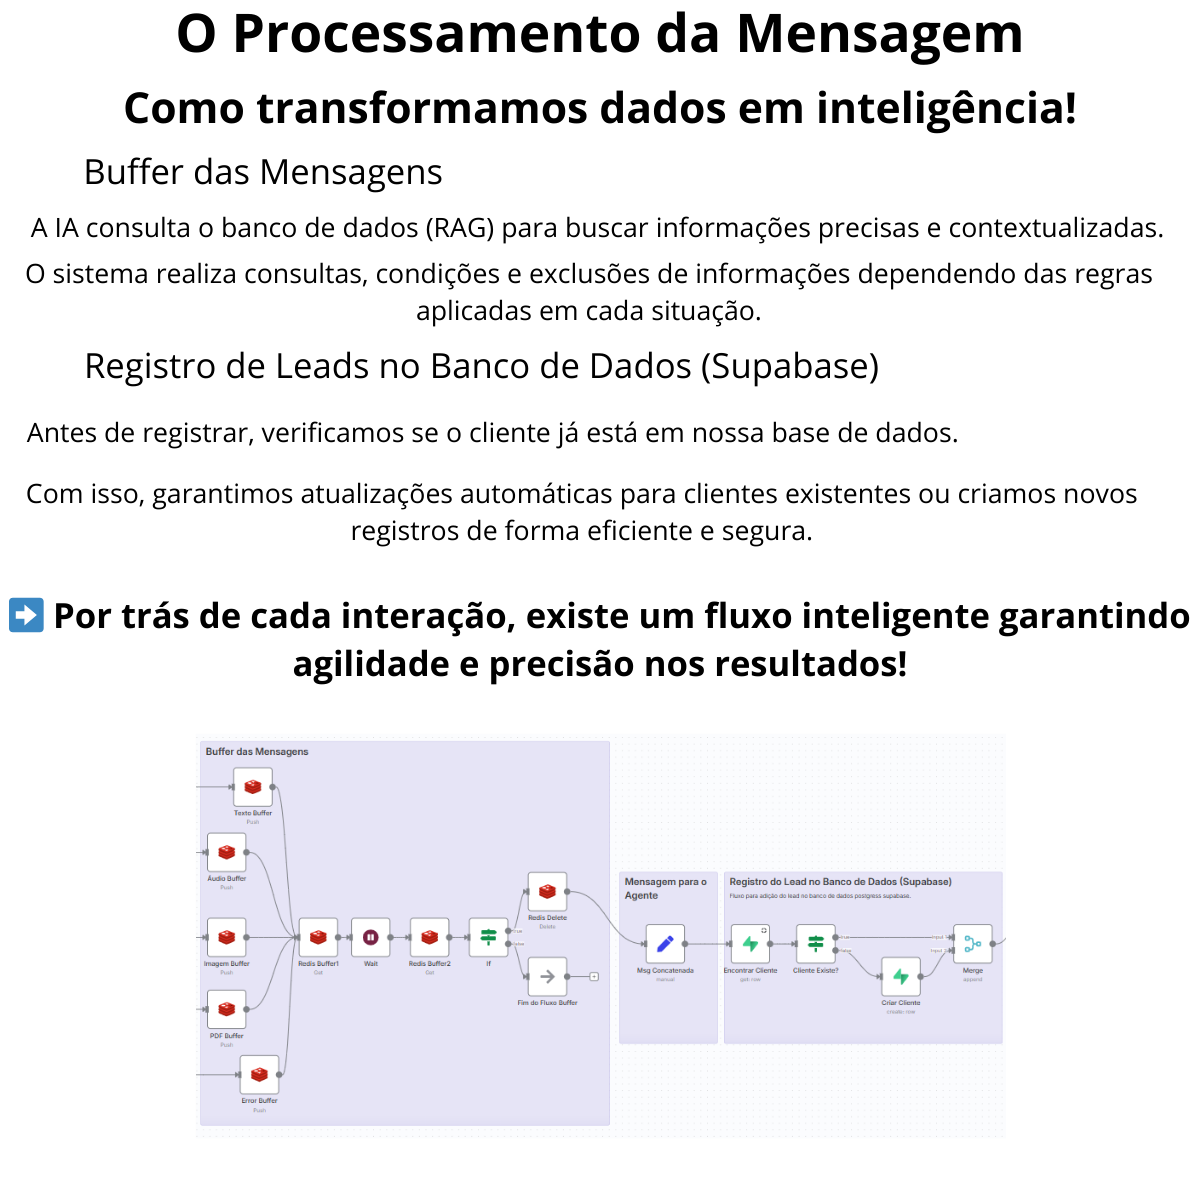 O Processamento da Mensagem
Como transformamos dados em inteligência!
Buffer das Mensagens
A IA consulta o banco de dados (RAG) para buscar informações precisas e contextualizadas.
O sistema realiza consultas, condições e exclusões de informações dependendo das regras
aplicadas em cada situação.
Registro de Leads no Banco de Dados (Supabase)
Antes de registrar, verificamos se o cliente já está em nossa base de dados.
Com isso, garantimos atualizações automáticas para clientes existentes ou criamos novos
registros de forma eficiente e segura.
➡️ Por trás de cada interação, existe um fluxo inteligente garantindo
agilidade e precisão nos resultados!
Buffer das Mensagens
Texto Buffer
Push
Áudio Buffer
Push
Imagem Buffer
Push
PDF Buffer
Push
Error Buffer
Push
Redis Buffer1
Get
Wait
Redis Buffer2
Get
If
true
false
Redis Delete
Delete
Fim do Fluxo Buffer
Mensagem para o
Agente
Msg Concatenada
manual
Registro do Lead no Banco de Dados (Supabase)
Fluxo para adição do lead no banco de dados postgress supabase.
Encontrar Cliente
get: row
Cliente Existe?
true
false
Criar Cliente
create: row
Input 1
Input 2
Merge
append